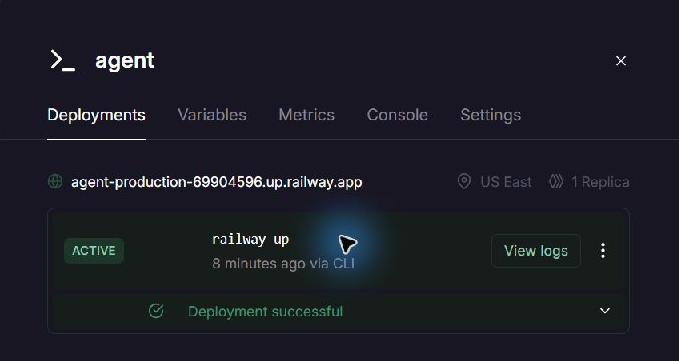 >_ agent
Deployments Variables Metrics Console Settings
agent-production-69904596.up.railway.app US East 1 Replica
ACTIVE railway up View logs
8 minutes ago via CLI
Deployment successful